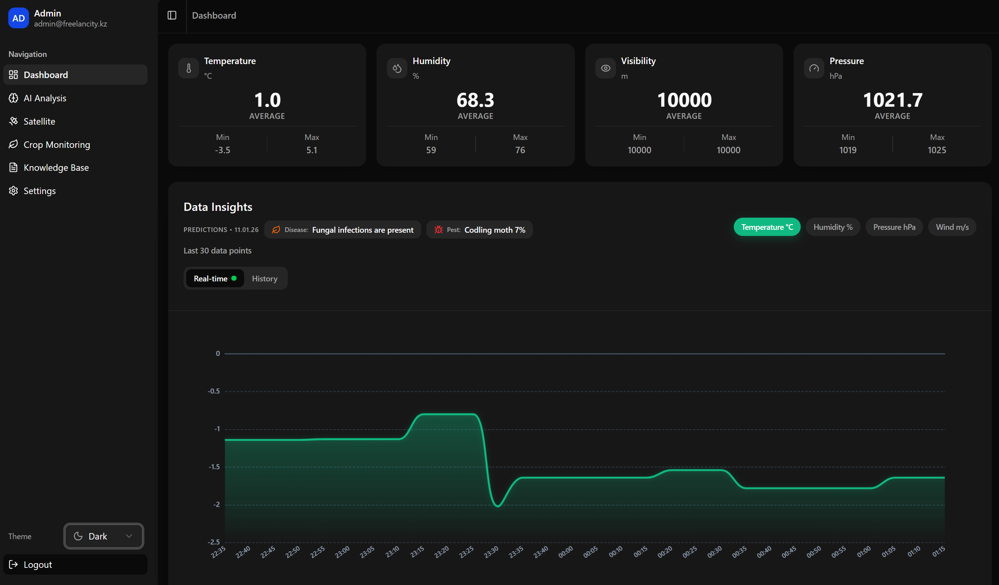 AD
Admin
admin@freelancity.kz
Navigation
Dashboard
AI Analysis
Satellite
Crop Monitoring
Knowledge Base
Settings
Theme
Dark
Logout
Dashboard
Temperature
°C
1.0
AVERAGE
Min Max
-3.5 5.1
Humidity
%
68.3
AVERAGE
Min Max
59 76
Visibility
m
10000
AVERAGE
Min Max
10000 10000
Pressure
hPa
1021.7
AVERAGE
Min Max
1019 1025
Data Insights
PREDICTIONS • 11.01.26 Disease: Fungal infections are present Pest: Codling moth 7%
Temperature °C Humidity % Pressure hPa Wind m/s
Last 30 data points
Real-time History
0
-0.5
-1
-1.5
-2
-2.5
22:35 22:40 22:45 22:50 22:55 23:00 23:05 23:10 23:15 23:20 23:25 23:30 23:35 23:40 00:00 00:05 00:10 00:15 00:20 00:25 00:30 00:35 00:40 00:45 00:50 00:55 01:00 01:05 01:10 01:15